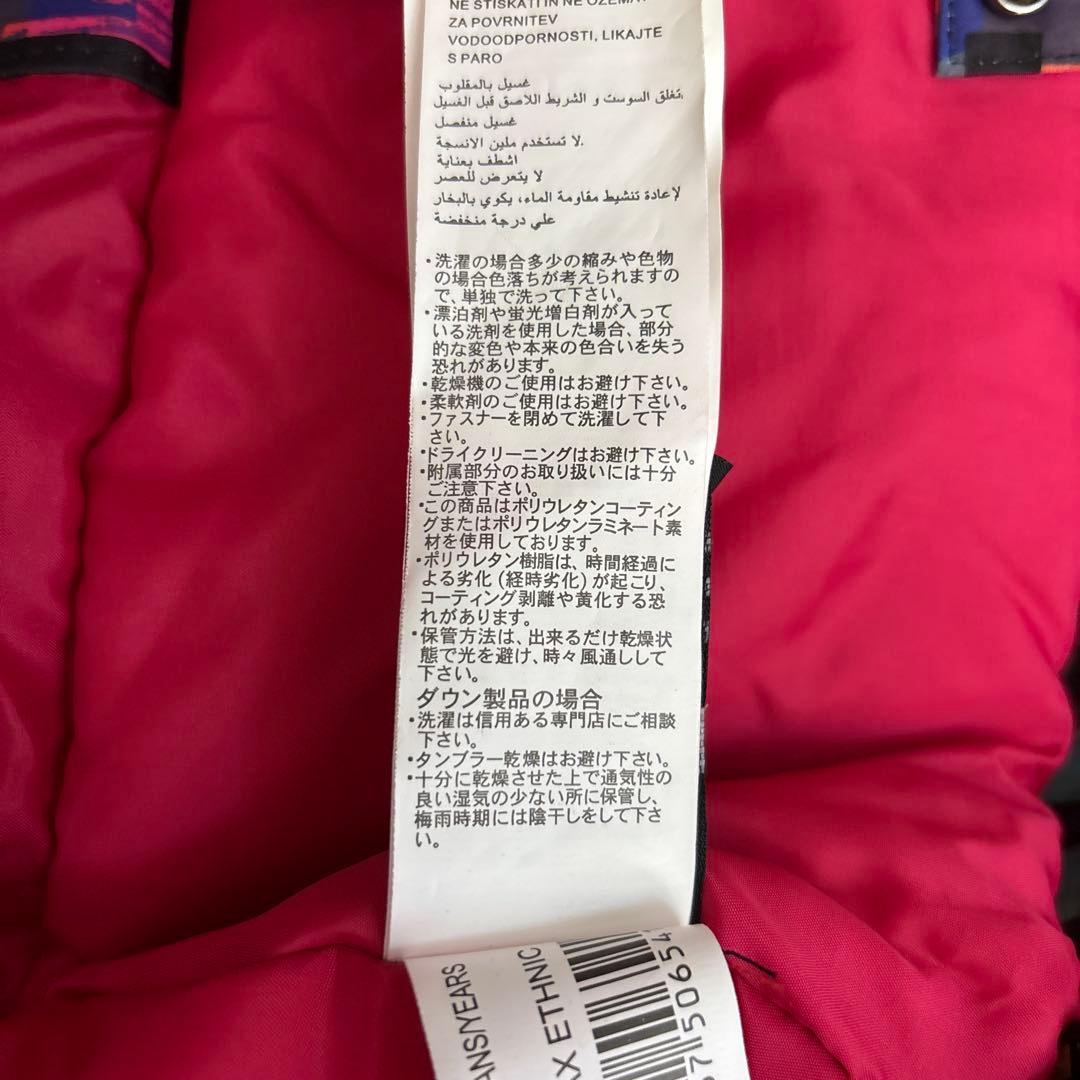 NE STISKATI IN NE OŽEMAT
ZA POVRNITEV
VODOODPORNOSTI, LIKAJTE
S PARO
غسيل بالمقلوب
تغلق السوست و الشريط اللاصق قبل الغسيل.
غسيل منفصل
لا تستخدم ملين الانسجة.
اشطف بعناية
لا يتعرض للعصر
لإعادة تنشيط مقاومة الماء، يكوي بالبخار
علي درجة منخفضة
・洗濯の場合多少の縮みや色物
の場合色落ちが考えられますの
で、単独で洗って下さい。
・漂泊剤や蛍光増白剤が入って
いる洗剤を使用した場合、部分
的な変色や本来の色合いを失う
恐れがあります。
・乾燥機のご使用はお避け下さい。
・柔軟剤のご使用はお避け下さい。
・ファスナーを閉めて洗濯して下
さい。
・ドライクリーニングはお避け下さい。
・附属部分のお取り扱いには十分
ご注意下さい。
・この商品はポリウレタンコーティン
グまたはポリウレタンラミネート素
材を使用しております。
・ポリウレタン樹脂は、時間経過に
よる劣化（経時劣化）が起こり、
コーティング剥離や黄化する恐
れがあります。
・保管方法は、出来るだけ乾燥状
態で光を避け、時々風通しして
下さい。
ダウン製品の場合
・洗濯は信用ある専門店にご相談
下さい。
・タンブラー乾燥はお避け下さい。
・十分に乾燥させた上で通気性の
良い湿気の少ない所に保管し、
梅雨時期には陰干しをして下さ
い。
ANS/YEARS
AX ETHNIC
7150654